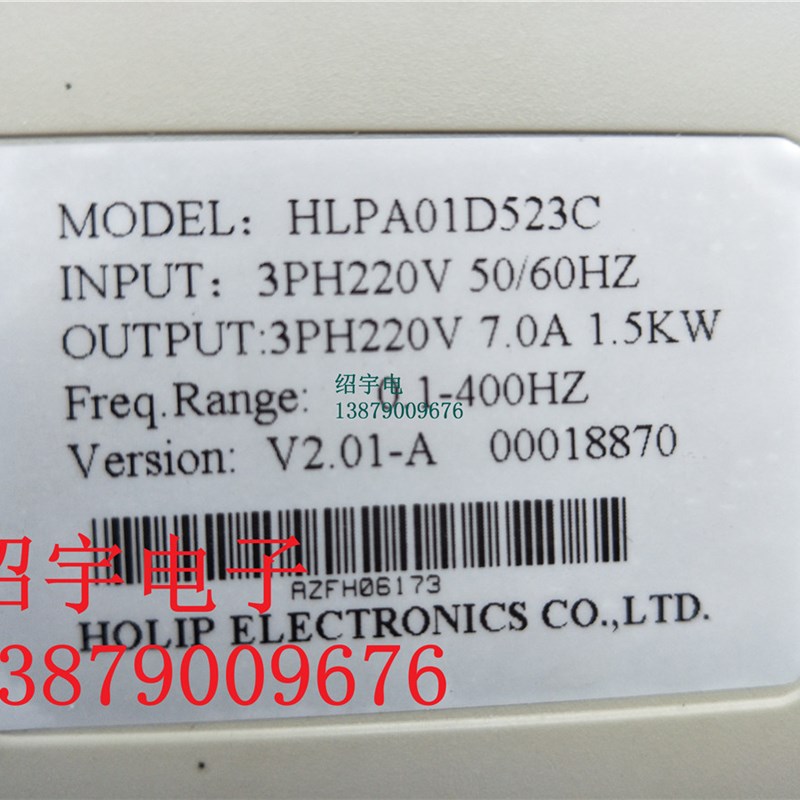 MODEL: HLPA01D523C
INPUT: 3PH220V 50/60HZ
OUTPUT:3PH220V 7.0A 1.5KW
绍宇电
Freq.Range: 0.1-400HZ
13879009676
Version: V2.01-A 00018870
绍宇电子
AZFH06173
HOLIP ELECTRONICS CO.,LTD.
13879009676